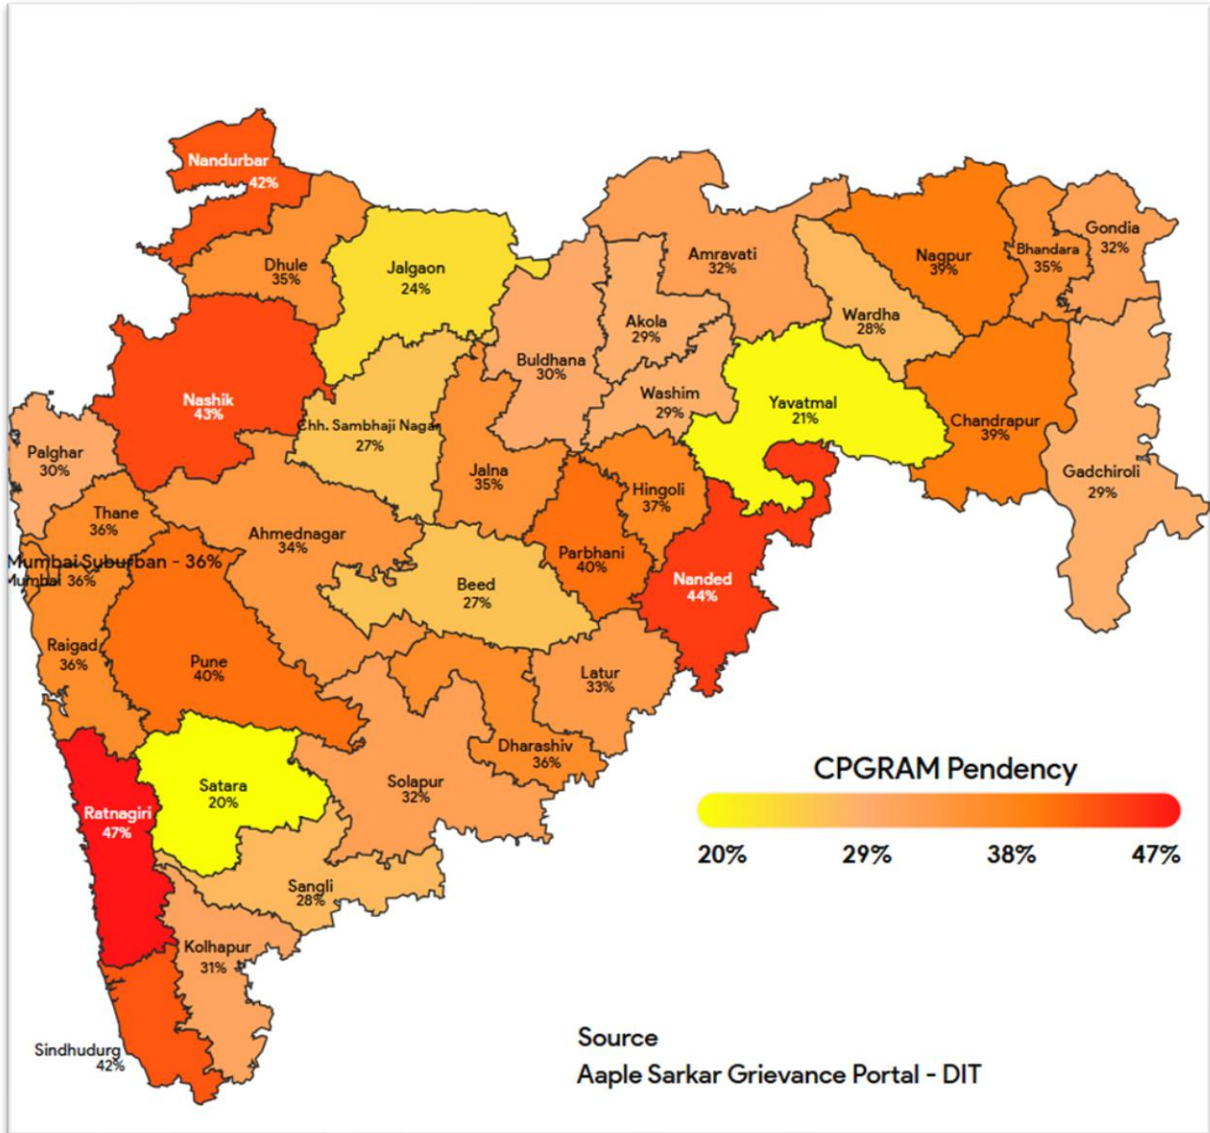 Nandurbar
42%
Dhule
35%
Jalgaon
24%
Amravati
32%
Nagpur
39%
Bhandara
35%
Gondia
32%
Wardha
28%
Akola
29%
Buldhana
30%
Washim
29%
Yavatmal
21%
Chandrapur
39%
Gadchiroli
29%
Nashik
43%
Chh. Sambhaji Nagar
27%
Palghar
30%
Jalna
35%
Hingoli
37%
Thane
36%
Ahmednagar
34%
Parbhani
40%
Mumbai Suburban - 36%
Mumbai 36%
Beed
27%
Nanded
44%
Raigad
36%
Pune
40%
Latur
33%
Dharashiv
36%
Solapur
32%
Satara
20%
Ratnagiri
47%
Sangli
28%
Kolhapur
31%
Sindhudurg
42%
CPGRAM Pendency
20% 29% 38% 47%
Source
Aaple Sarkar Grievance Portal - DIT